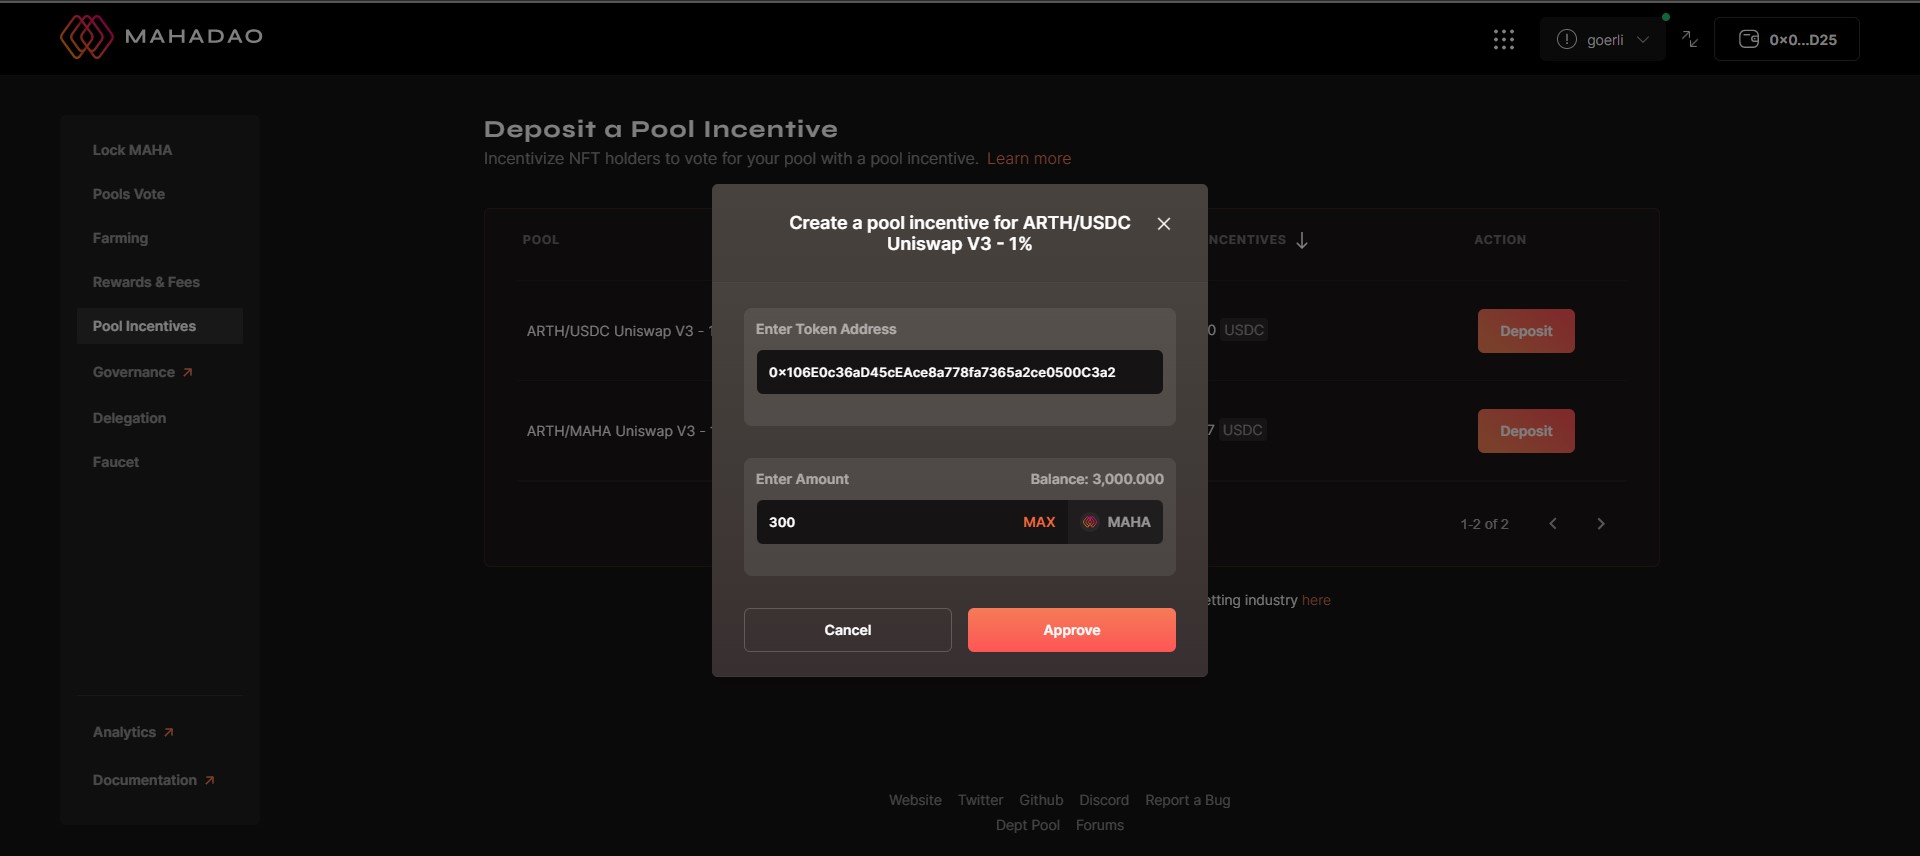 MAHADAO
goerli
0x0...D25
Lock MAHA
Pools Vote
Farming
Rewards & Fees
Pool Incentives
Governance
Delegation
Faucet
Analytics
Documentation
Deposit a Pool Incentive
Incentivize NFT holders to vote for your pool with a pool incentive. Learn more
POOL
NCENTIVES
ACTION
ARTH/USDC Uniswap V3 - 1
0 USDC
Deposit
ARTH/MAHA Uniswap V3 - 1
7 USDC
Deposit
1-2 of 2
etting industry here
Create a pool incentive for ARTH/USDC
Uniswap V3 - 1%
Enter Token Address
0x106E0c36aD45cEAce8a778fa7365a2ce0500C3a2
Enter Amount
Balance: 3,000.000
300
MAX
MAHA
Cancel
Approve
Website Twitter Github Discord Report a Bug
Dept Pool Forums